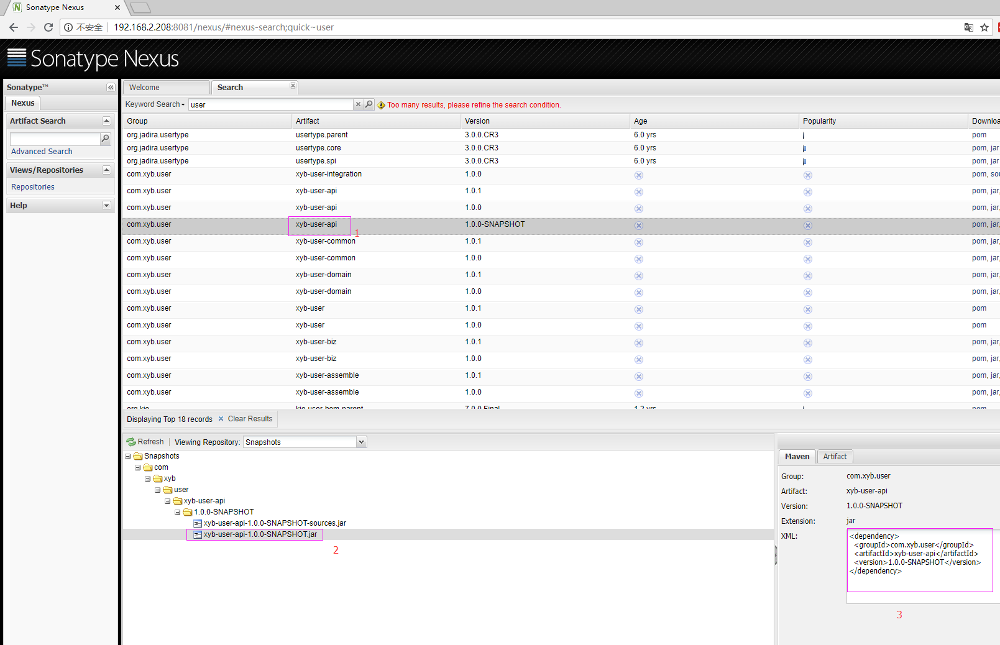 Sonatype Nexus
不安全 192.168.2.208:8081/nexus/#nexus-search;quick~user
Sonatype Nexus
Sonatype™
Nexus
Artifact Search
Advanced Search
Views/Repositories
Repositories
Help
Welcome Search
Keyword Search user Too many results, please refine the search condition.
Group Artifact Version Age Popularity
org.jadira.usertype usertype.parent 3.0.0.CR3 6.0 yrs pom
org.jadira.usertype usertype.core 3.0.0.CR3 6.0 yrs pom, jar
org.jadira.usertype usertype.spi 3.0.0.CR3 6.0 yrs pom, jar
com.xyb.user xyb-user-integration 1.0.0 pom, sou
com.xyb.user xyb-user-api 1.0.1 pom, jar,
com.xyb.user xyb-user-api 1.0.0 pom, jar,
com.xyb.user xyb-user-api 1.0.0-SNAPSHOT pom, jar,
1
com.xyb.user xyb-user-common 1.0.1 pom, jar,
com.xyb.user xyb-user-common 1.0.0 pom, jar,
com.xyb.user xyb-user-domain 1.0.1 pom, jar,
com.xyb.user xyb-user-domain 1.0.0 pom, jar,
com.xyb.user xyb-user 1.0.1 pom
com.xyb.user xyb-user 1.0.0 pom
com.xyb.user xyb-user-biz 1.0.1 pom, jar,
com.xyb.user xyb-user-biz 1.0.0 pom, jar,
com.xyb.user xyb-user-assemble 1.0.1 pom, jar,
com.xyb.user xyb-user-assemble 1.0.0 pom, jar,
org.kie kie-user-bom-parent 7.0.0.Final 1.2 yrs pom
Displaying Top 18 records Clear Results
Refresh Viewing Repository: Snapshots
Snapshots
com
xyb
user
xyb-user-api
1.0.0-SNAPSHOT
xyb-user-api-1.0.0-SNAPSHOT-sources.jar
xyb-user-api-1.0.0-SNAPSHOT.jar
2
Maven Artifact
Group: com.xyb.user
Artifact: xyb-user-api
Version: 1.0.0-SNAPSHOT
Extension: jar
XML: <dependency>
<groupId>com.xyb.user</groupId>
<artifactId>xyb-user-api</artifactId>
<version>1.0.0-SNAPSHOT</version>
</dependency>
3